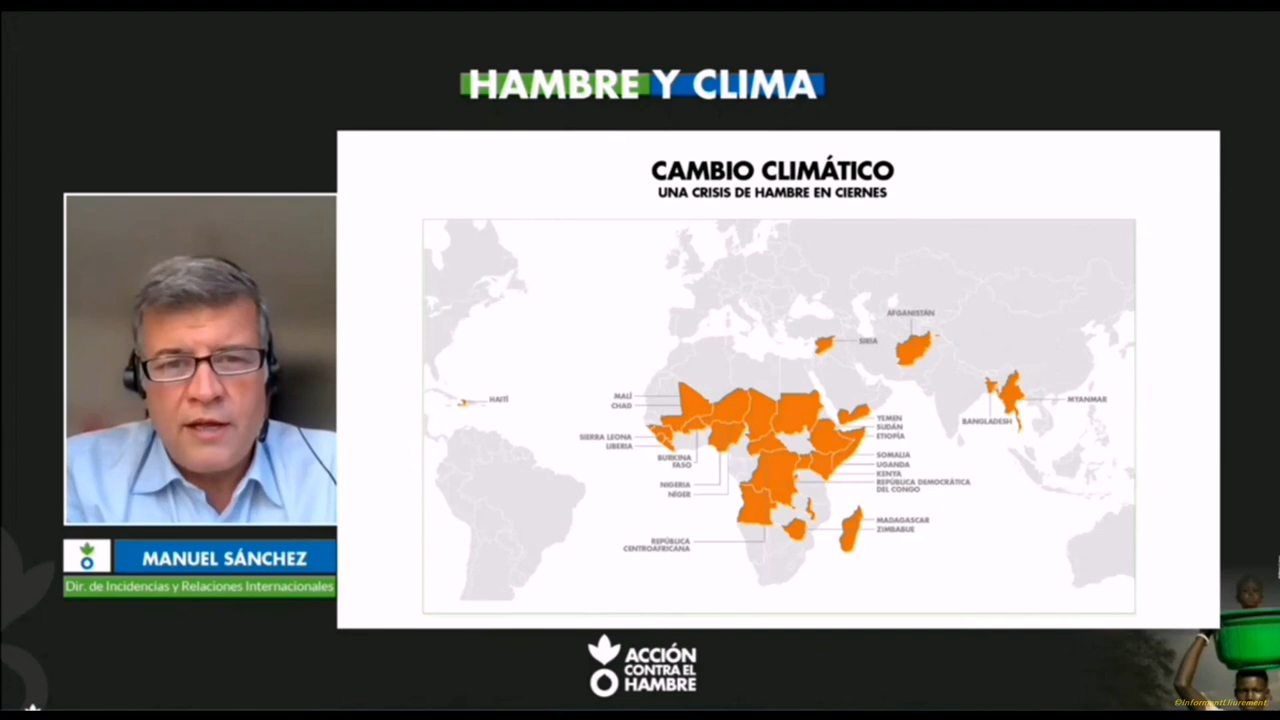 HAMBRE Y CLIMA
CAMBIO CLIMÁTICO
UNA CRISIS DE HAMBRE EN CIERNES
AFGANISTÁN
SIRIA
HAITÍ
MALÍ
CHAD
MYANMAR
BANGLADESH
YEMEN
SUDÁN
ETIOPÍA
SIERRA LEONA
LIBERIA
BURKINA
FASO
SOMALIA
UGANDA
KENYA
REPÚBLICA DEMOCRÁTICA
DEL CONGO
NIGERIA
NÍGER
MADAGASCAR
ZIMBABUE
REPÚBLICA
CENTROAFRICANA
MANUEL SÁNCHEZ
Dir. de Incidencias y Relaciones Internacionales
ACCIÓN
CONTRA EL
HAMBRE
©InformantLliurement